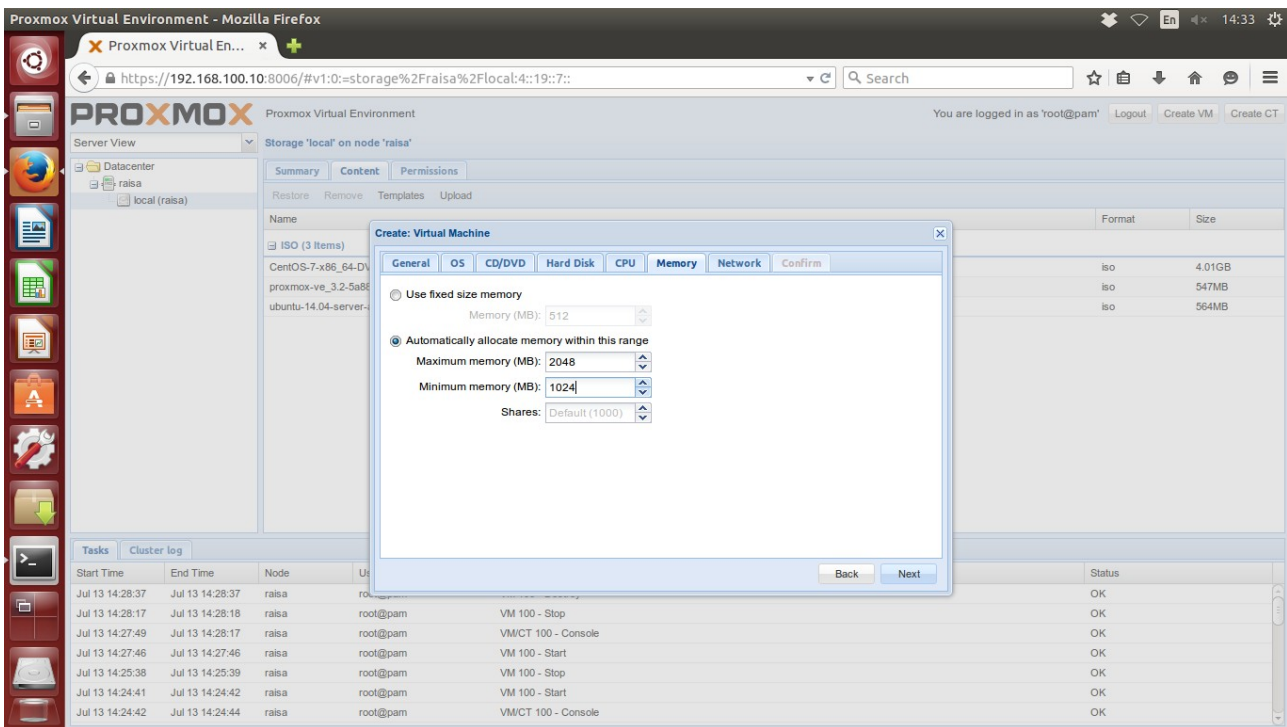 Proxmox Virtual Environment - Mozilla Firefox En 14:33
Proxmox Virtual En... ×
https://192.168.100.10:8006/#v1:0:=storage%2Fraisa%2Flocal:4::19::7:: Search
PROXMOX Proxmox Virtual Environment You are logged in as 'root@pam' Logout Create VM Create CT
Server View Storage 'local' on node 'raisa'
Datacenter
raisa
local (raisa)
Summary Content Permissions
Restore Remove Templates Upload
Name Format Size
ISO (3 Items)
CentOS-7-x86_64-DV iso 4.01GB
proxmox-ve_3.2-5a8 iso 547MB
ubuntu-14.04-server- iso 564MB
Create: Virtual Machine
General OS CD/DVD Hard Disk CPU Memory Network Confirm
Use fixed size memory
Memory (MB): 512
Automatically allocate memory within this range
Maximum memory (MB): 2048
Minimum memory (MB): 1024
Shares: Default (1000)
Back Next
Tasks Cluster log
Start Time End Time Node Status
Jul 13 14:28:37 Jul 13 14:28:37 raisa OK
Jul 13 14:28:17 Jul 13 14:28:18 raisa root@pam VM 100 - Stop OK
Jul 13 14:27:49 Jul 13 14:28:17 raisa root@pam VM/CT 100 - Console OK
Jul 13 14:27:46 Jul 13 14:27:46 raisa root@pam VM 100 - Start OK
Jul 13 14:25:38 Jul 13 14:25:39 raisa root@pam VM 100 - Stop OK
Jul 13 14:24:41 Jul 13 14:24:42 raisa root@pam VM 100 - Start OK
Jul 13 14:24:42 Jul 13 14:24:44 raisa root@pam VM/CT 100 - Console OK